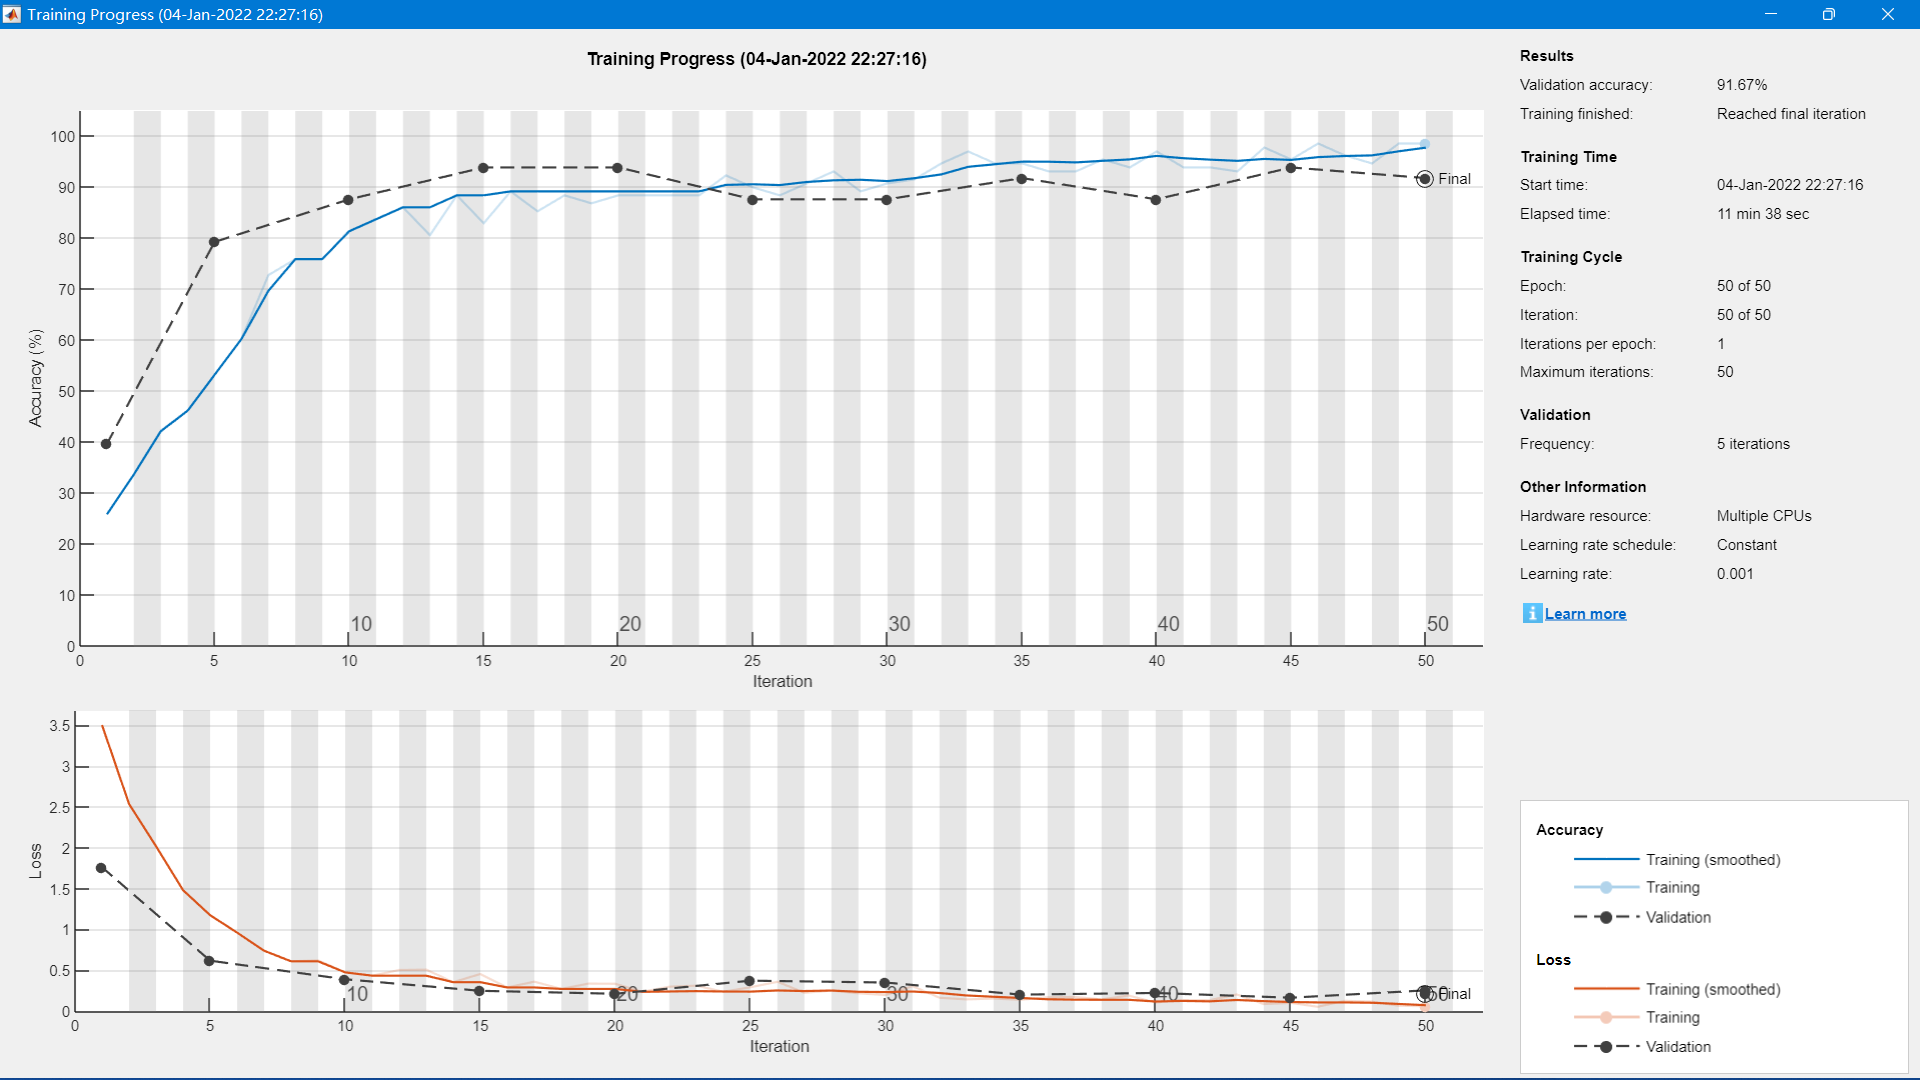 Training Progress (04-Jan-2022 22:27:16)
Training Progress (04-Jan-2022 22:27:16)
100
90
80
70
60
50
40
30
20
10
0
Accuracy (%)
Final
10 20 30 40 50
0 5 10 15 20 25 30 35 40 45 50
Iteration
3.5
3
2.5
2
1.5
1
0.5
0
Loss
Final
10 20 30 40 50
0 5 10 15 20 25 30 35 40 45 50
Iteration
Results
Validation accuracy: 91.67%
Training finished: Reached final iteration
Training Time
Start time: 04-Jan-2022 22:27:16
Elapsed time: 11 min 38 sec
Training Cycle
Epoch: 50 of 50
Iteration: 50 of 50
Iterations per epoch: 1
Maximum iterations: 50
Validation
Frequency: 5 iterations
Other Information
Hardware resource: Multiple CPUs
Learning rate schedule: Constant
Learning rate: 0.001
i Learn more
Accuracy
Training (smoothed)
Training
Validation
Loss
Training (smoothed)
Training
Validation